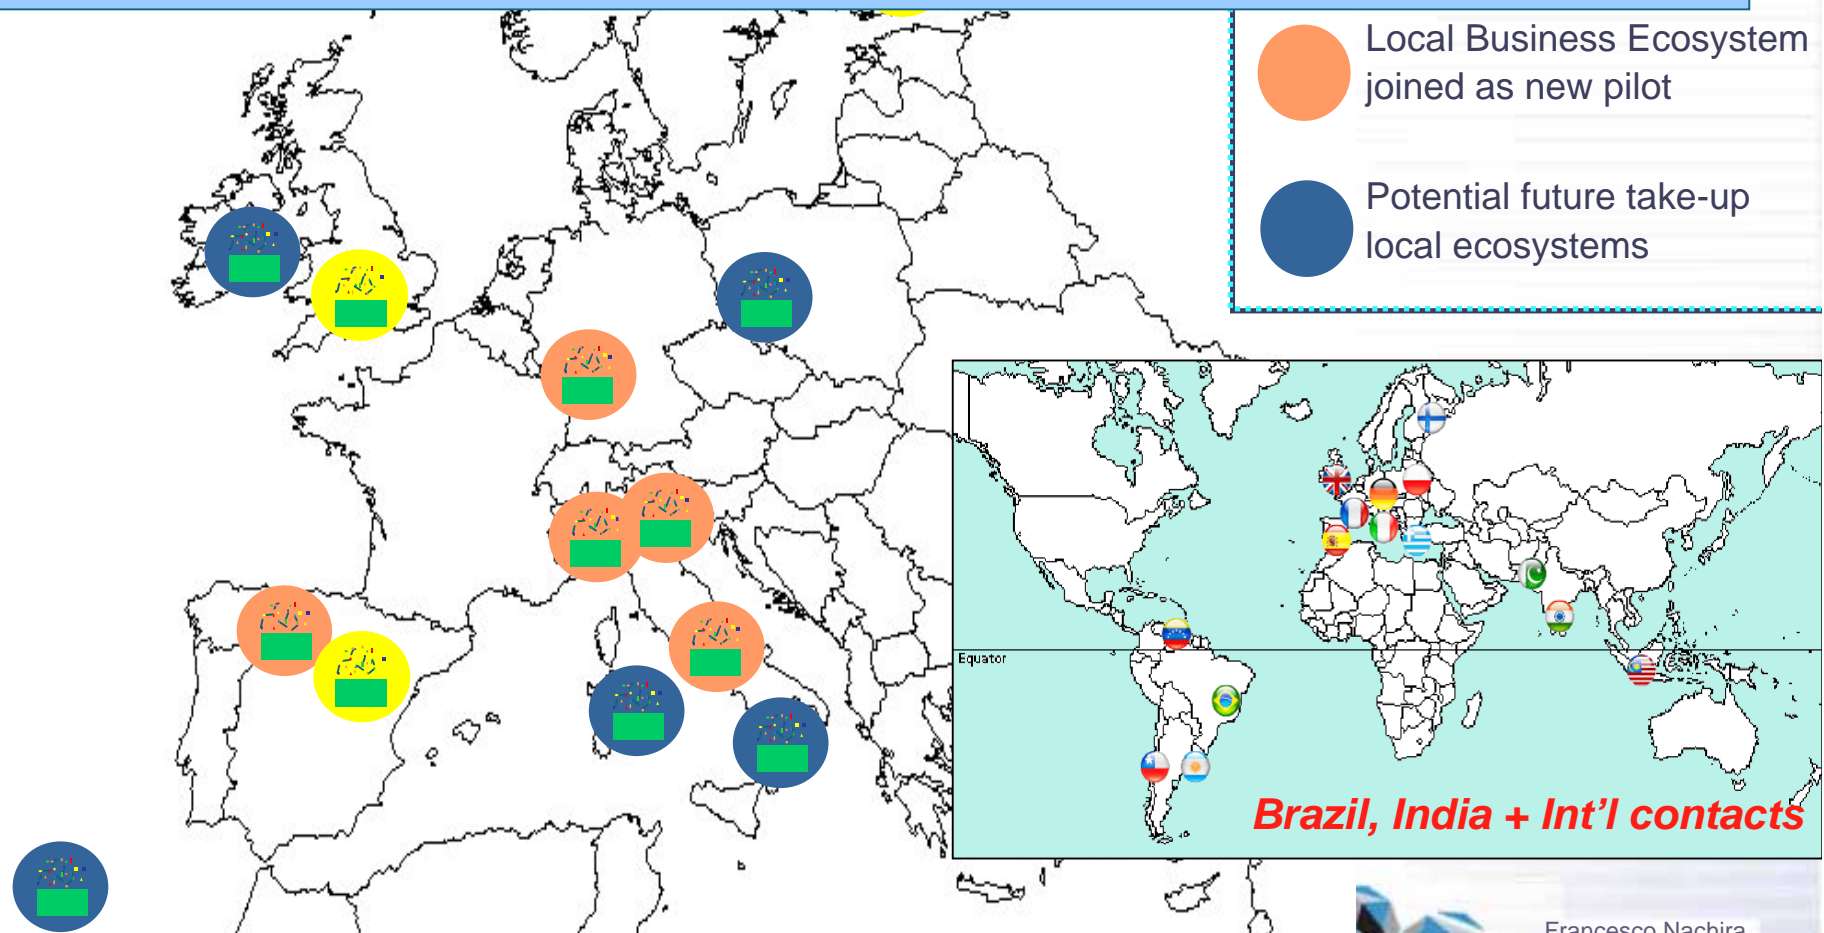 Local Business Ecosystem
joined as new pilot
Potential future take-up
local ecosystems
Equator
Brazil, India + Int'l contacts
Francesco Nachira